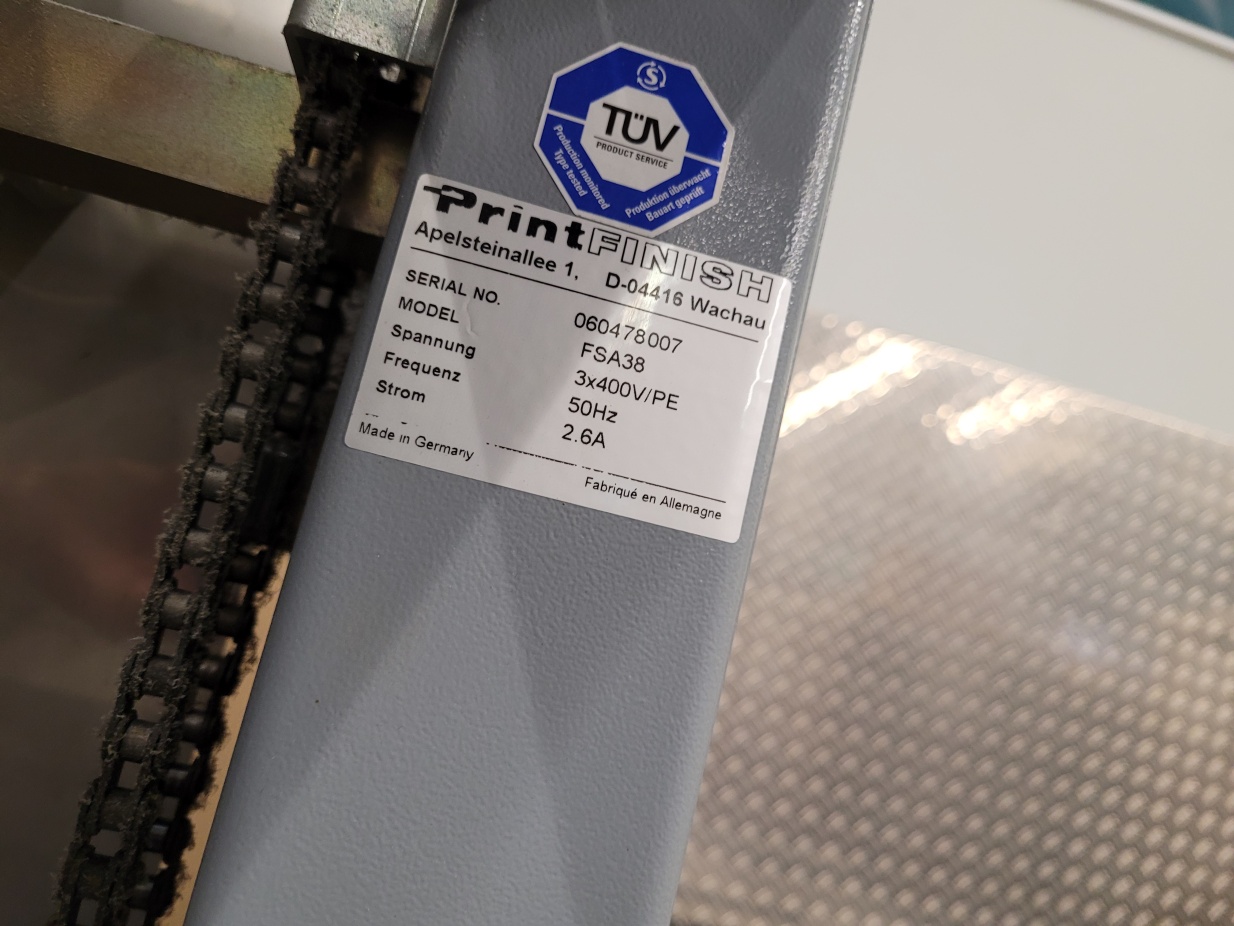 S
TÜV
PRODUCT SERVICE
Production monitored
Type tested
Produktion überwacht
Bauart geprüft
PrintFINISH
Apelsteinallee 1, D-04416 Wachau
SERIAL NO. 060478007
MODEL FSA38
Spannung 3x400V/PE
Frequenz 50Hz
Strom 2.6A
Made in Germany Fabriqué en Allemagne